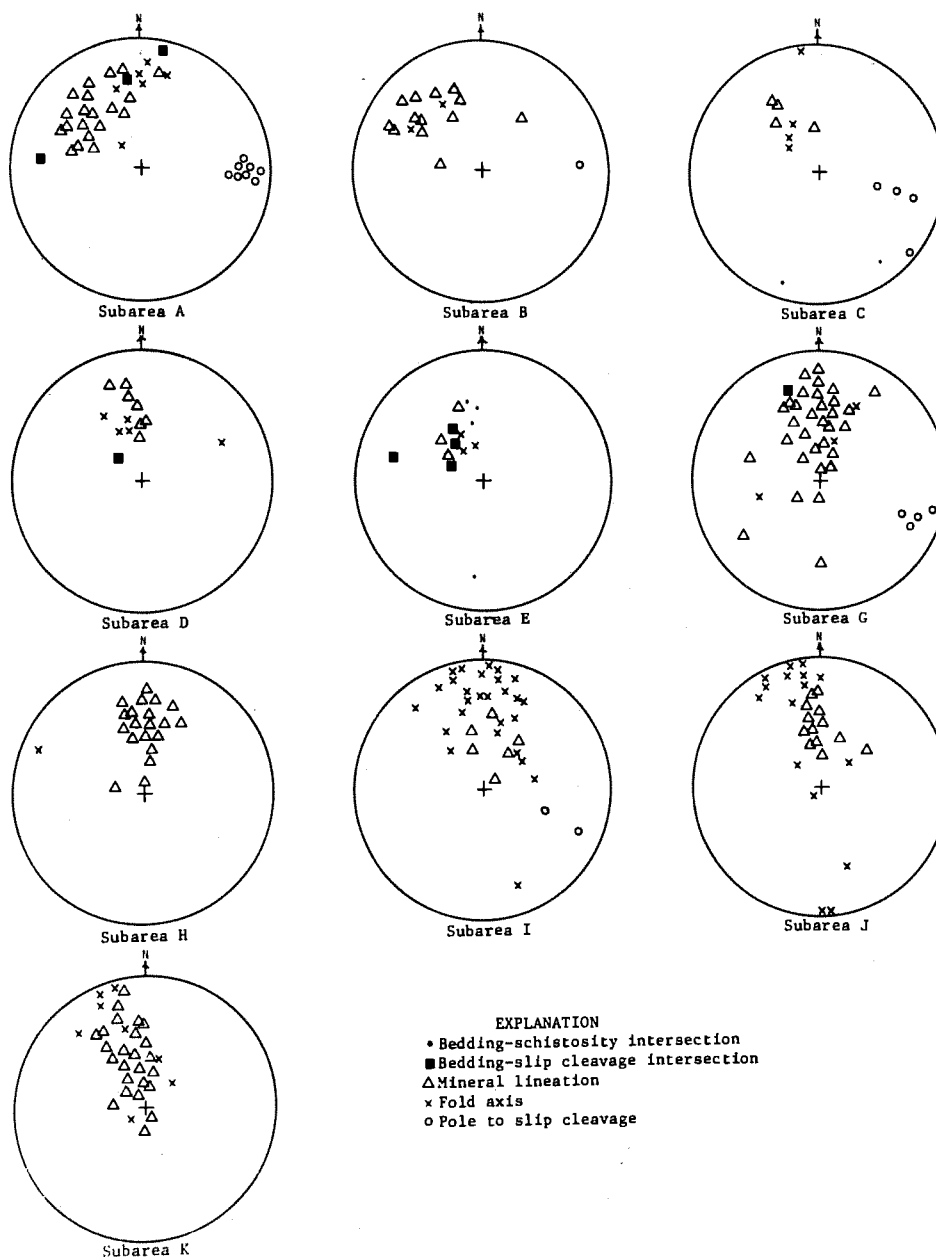 N
N
N
Subarea A
Subarea B
Subarea C
N
N
N
Subarea D
Subarea E
Subarea G
N
N
N
Subarea H
Subarea I
Subarea J
N
EXPLANATION
Bedding-schistosity intersection
Bedding-slip cleavage intersection
Mineral lineation
Fold axis
Pole to slip cleavage
Subarea K